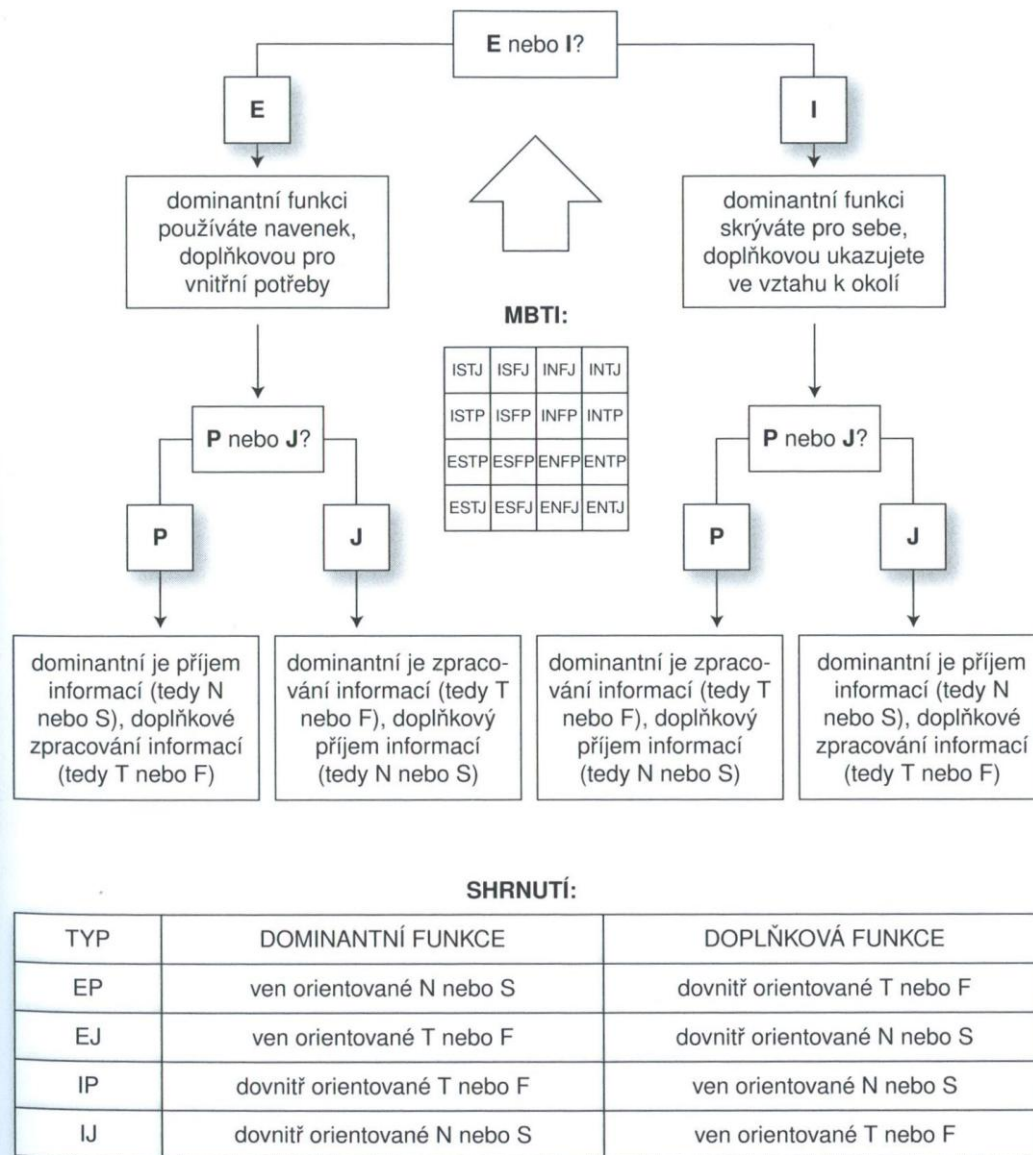 E nebo I?
E
I
dominantní funkci
používáte navenek,
doplňkovou pro
vnitřní potřeby
dominantní funkci
skrýváte pro sebe,
doplňkovou ukazujete
ve vztahu k okolí
MBTI:
ISTJ ISFJ INFJ INTJ
ISTP ISFP INFP INTP
ESTP ESFP ENFP ENTP
ESTJ ESFJ ENFJ ENTJ
P nebo J?
P nebo J?
P
J
P
J
dominantní je příjem
informací (tedy N
nebo S), doplňkové
zpracování informací
(tedy T nebo F)
dominantní je zpraco-
vání informací (tedy T
nebo F), doplňkový
příjem informací
(tedy N nebo S)
dominantní je zpraco-
vání informací (tedy T
nebo F), doplňkový
příjem informací
(tedy N nebo S)
dominantní je příjem
informací (tedy N
nebo S), doplňkové
zpracování informací
(tedy T nebo F)
SHRNUTÍ:
TYP DOMINANTNÍ FUNKCE DOPLŇKOVÁ FUNKCE
EP ven orientované N nebo S dovnitř orientované T nebo F
EJ ven orientované T nebo F dovnitř orientované N nebo S
IP dovnitř orientované T nebo F ven orientované N nebo S
IJ dovnitř orientované N nebo S ven orientované T nebo F